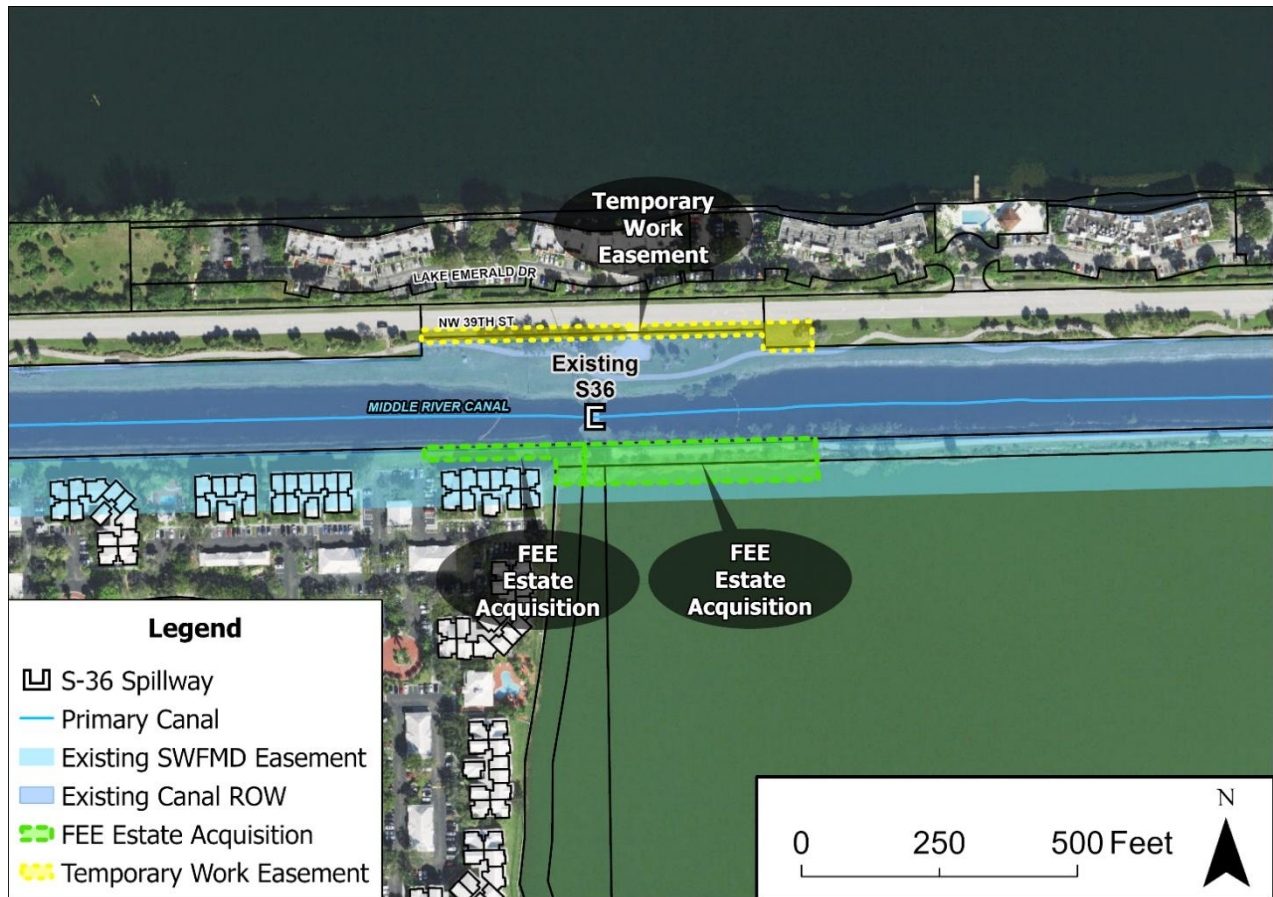 Temporary
Work
Easement
LAKE EMERALD DR
NW 39TH ST
Existing
S36
MIDDLE RIVER CANAL
FEE
Estate
Acquisition
FEE
Estate
Acquisition
Legend
S-36 Spillway
Primary Canal
Existing SWFMD Easement
Existing Canal ROW
FEE Estate Acquisition
Temporary Work Easement
N
0 250 500 Feet